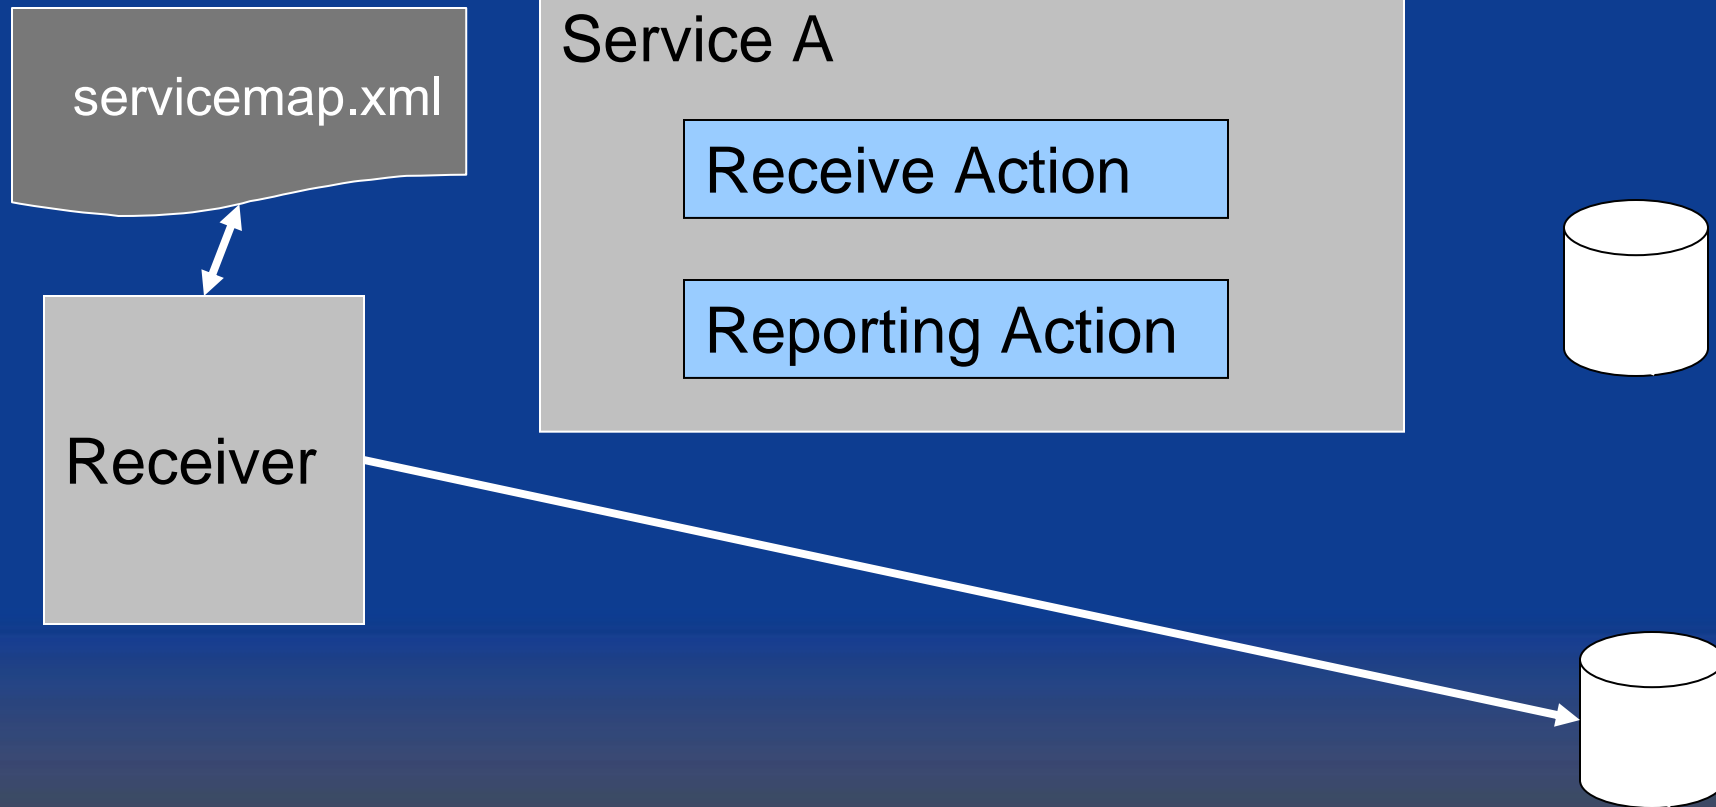 servicemap.xml
Service A
Receive Action
Reporting Action
Receiver